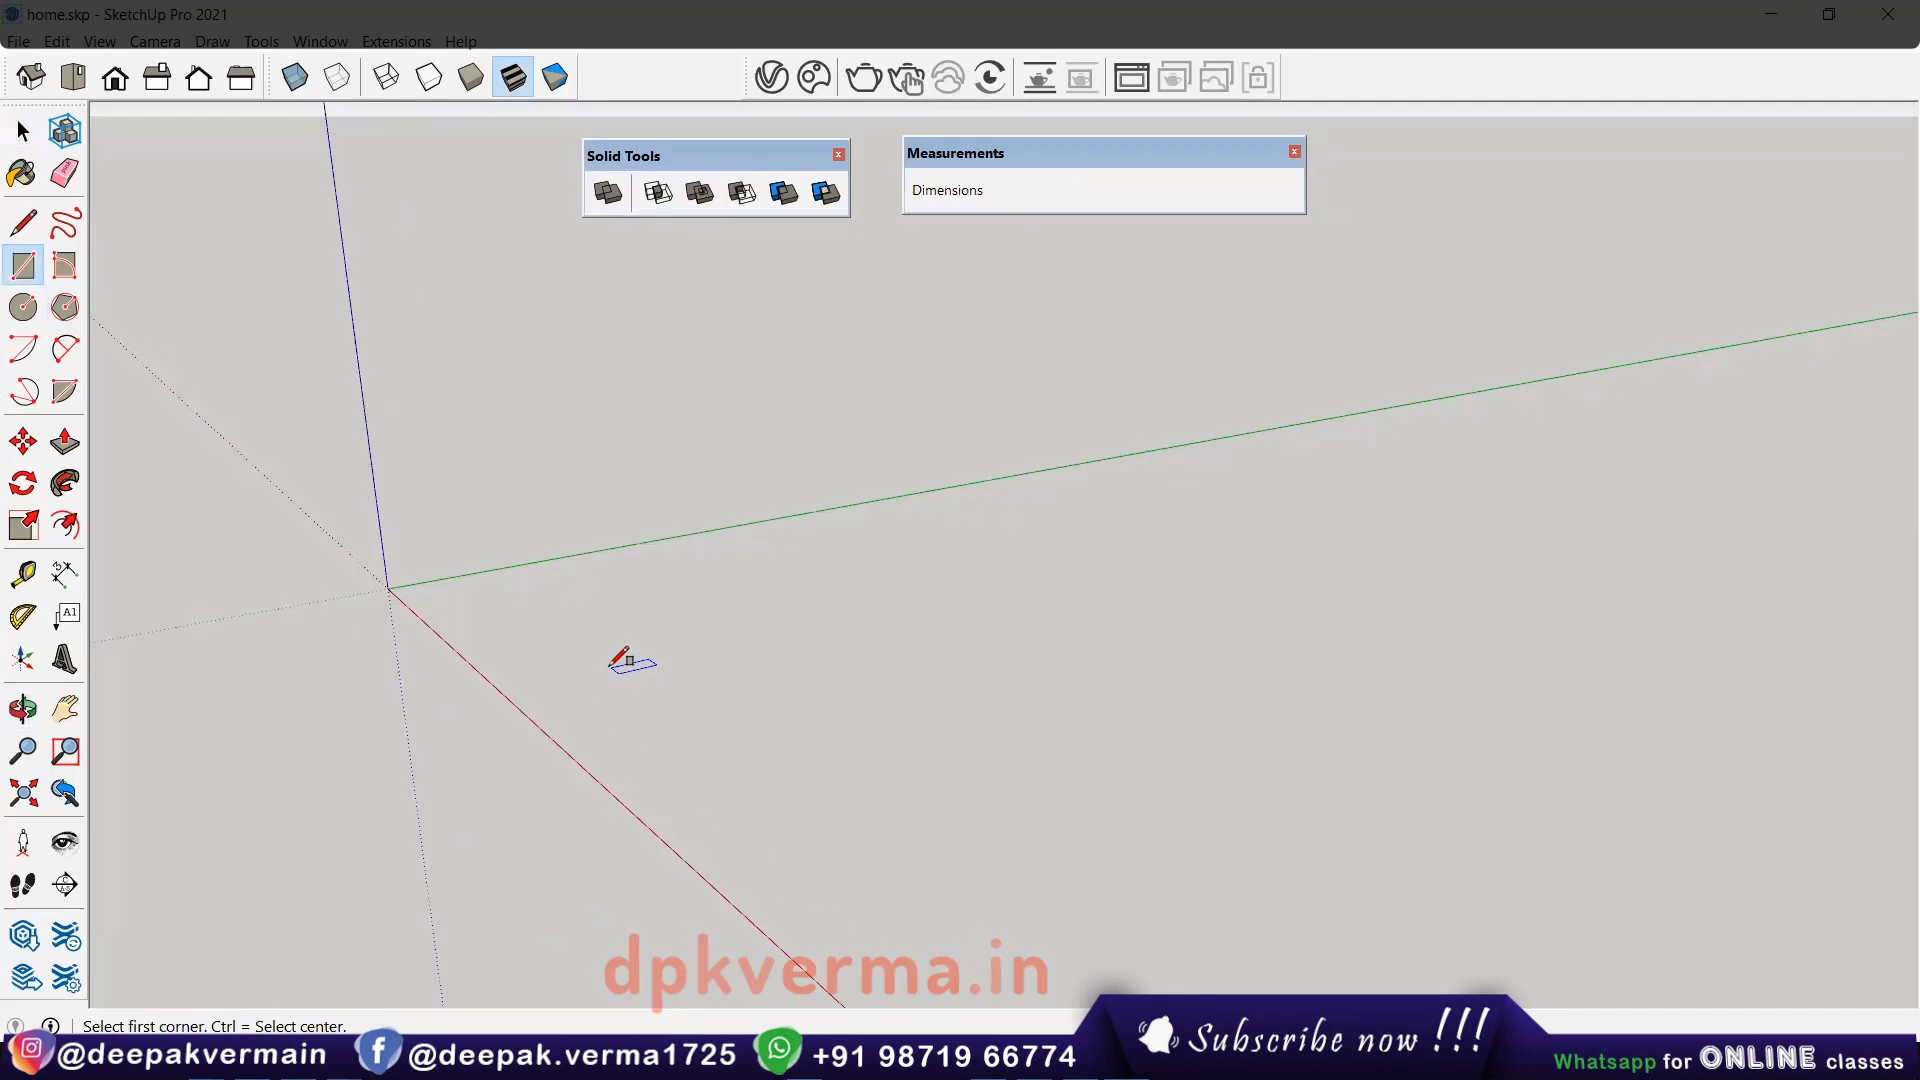 home.skp - SketchUp Pro 2021
File Edit View Camera Draw Tools Window Extensions Help
Solid Tools
Measurements
Dimensions
A1
dpkverma.in
Select first corner. Ctrl = Select center.
@deepakvermain
@deepak.verma1725
+91 98719 66774
Subscribe now !!!
Whatsapp for ONLINE classes